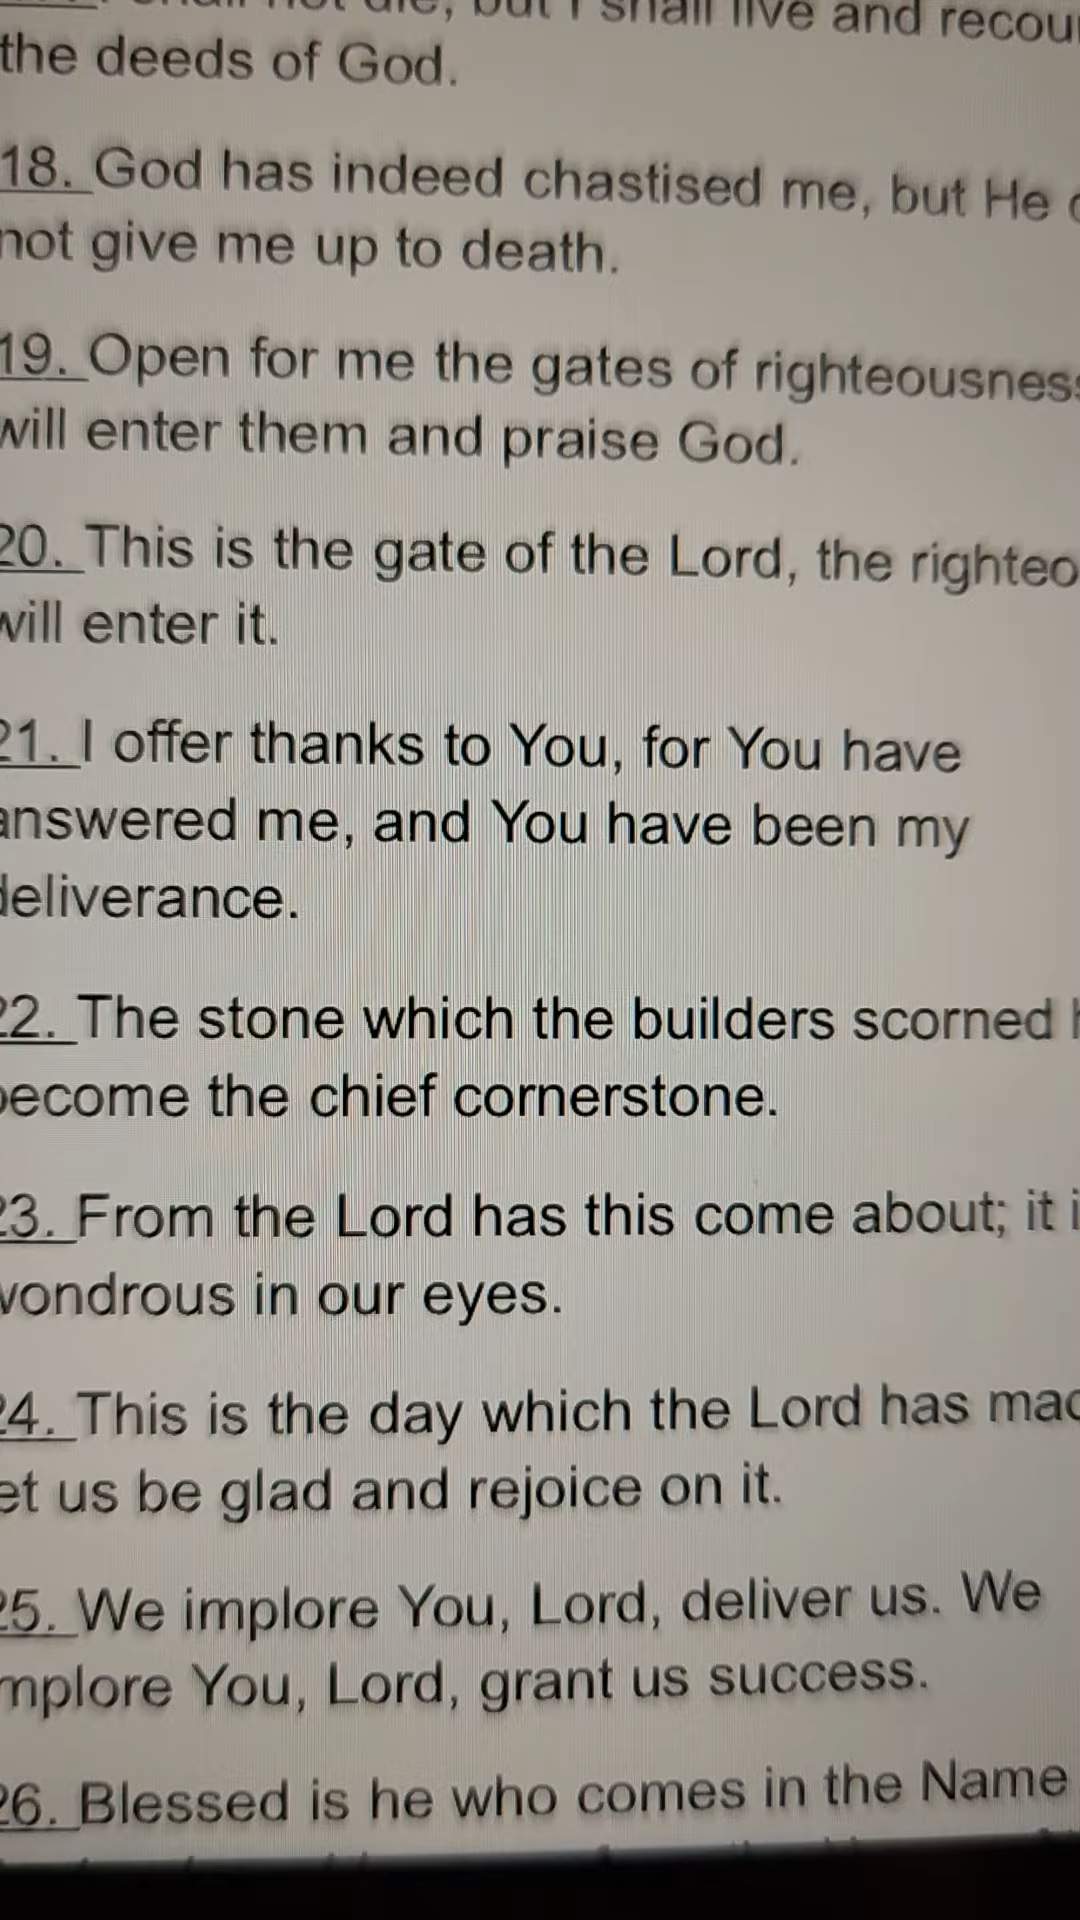 but I shall live and recou
the deeds of God.
18. God has indeed chastised me, but He
not give me up to death.
19. Open for me the gates of righteousness
will enter them and praise God.
20. This is the gate of the Lord, the righteo
will enter it.
21. I offer thanks to You, for You have
answered me, and You have been my
deliverance.
22. The stone which the builders scorned
become the chief cornerstone.
23. From the Lord has this come about; it i
wondrous in our eyes.
24. This is the day which the Lord has mad
et us be glad and rejoice on it.
25. We implore You, Lord, deliver us. We
mplore You, Lord, grant us success.
26. Blessed is he who comes in the Name